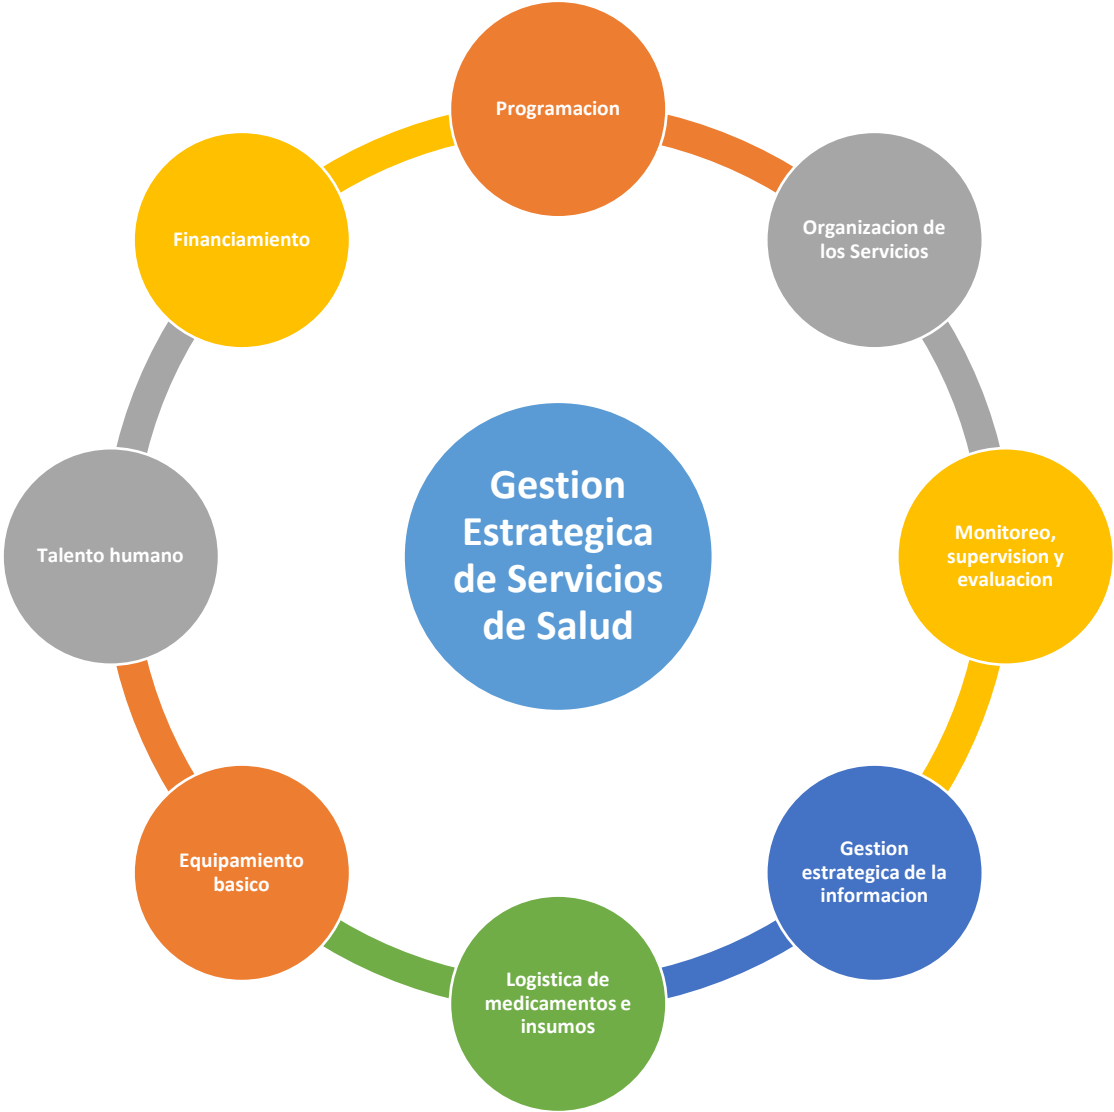 Programacion
Organizacion de
los Servicios
Monitoreo,
supervision y
evaluacion
Gestion
estrategica de la
informacion
Logistica de
medicamentos e
insumos
Equipamiento
basico
Talento humano
Financiamiento
Gestion
Estrategica
de Servicios
de Salud